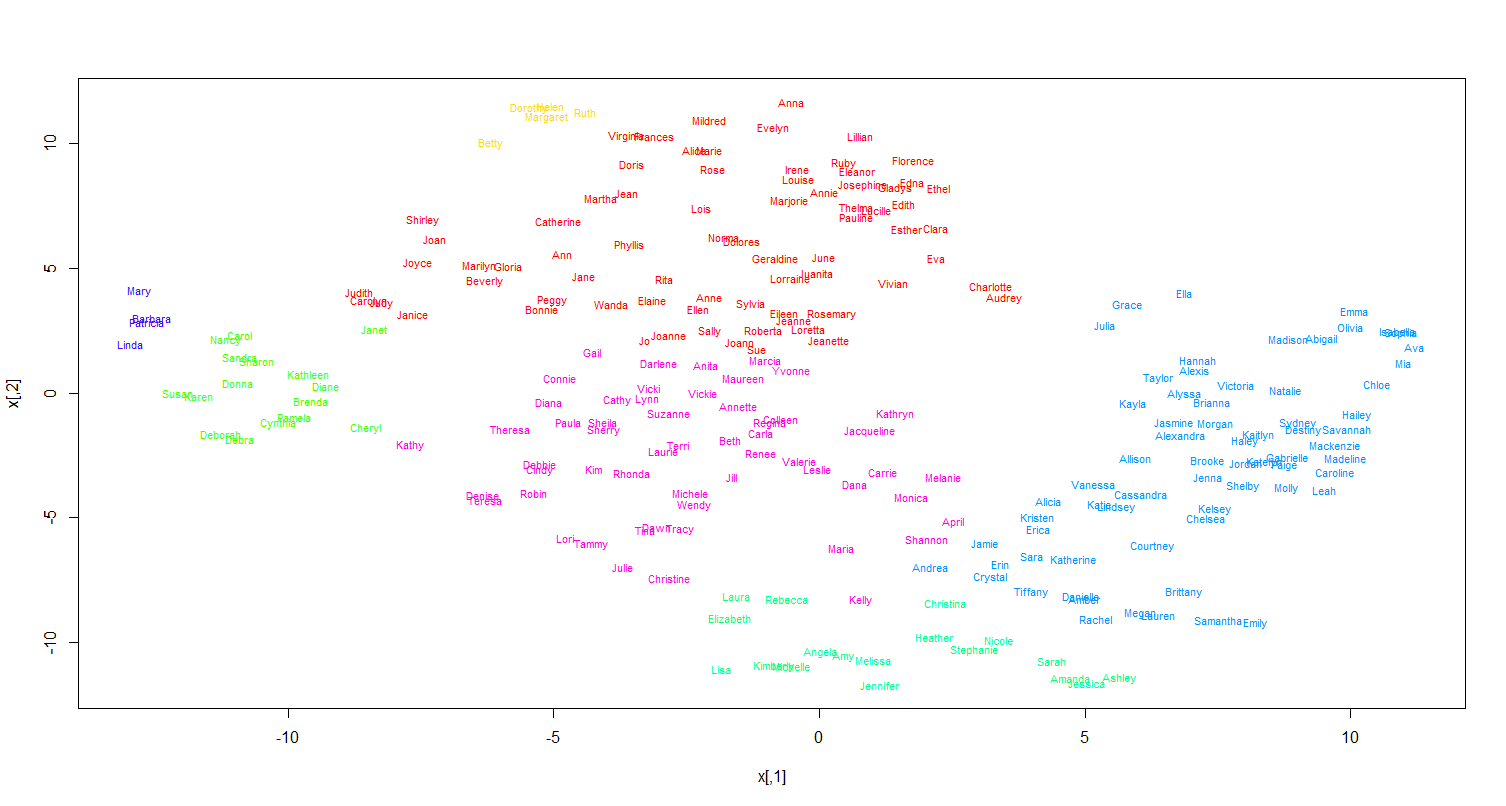 Anna
Dorothy Helen
Margaret Ruth
Mildred
Evelyn
Betty Virginia Frances Lillian
Alice Marie
Doris Rose Irene Ruby Florence
Louise Eleanor
Martha Jean Annie Josephine Gladys Edna Ethel
Marjorie
Lois Thelma Lucille Edith
Shirley Catherine Pauline
Esther Clara
Joan Phyllis Norma Dolores
Joyce Marilyn Gloria Ann Geraldine June Eva
Beverly Jane Rita Lorraine Juanita
Mary Judith Vivian Charlotte Ella Grace
Carolyn Judy Peggy Wanda Elaine Anne Sylvia Audrey
Janice Bonnie Ellen Eileen Rosemary Emma
Barbara Patricia Jeanne Julia Olivia
Carol Janet Joanne Sally Roberta Loretta Isabella Sophia
Nancy Jo Joann Jeanette Madison Abigail
Linda Gail Sue Ava
Sandra Sharon Darlene Anita Marcia Hannah Mia
Kathleen Connie Maureen Yvonne Alexis Taylor
Donna Diane Vicki Victoria Chloe
Susan Karen Brenda Diana Cathy Lynn Vickie Alyssa Natalie
Suzanne Annette Kayla Brianna
Pamela Cynthia Paula Sheila Regina Colleen Kathryn Jasmine Morgan Sydney Hailey
Deborah Debra Cheryl Theresa Sherry Carla Jacqueline Alexandra Kaitlyn Destiny Savannah
Kathy Laurie Terri Beth Renee Haley Mackenzie
Debbie Cindy Kim Rhonda Valerie Leslie Allison Brooke Jordan Katelyn Gabrielle Paige Madeline
Jill Carrie Melanie Jenna Caroline
Denise Teresa Robin Michele Wendy Dana Monica Vanessa Cassandra Shelby Molly Leah
Alicia Katie Lindsey Kelsey
Lori Tina Dawn Tracy April Kristen Erica Chelsea
Tammy Maria Shannon Jamie Sara Katherine Courtney
Julie Christine Andrea Erin Crystal
Laura Rebecca Kelly Christina Tiffany Danielle Amber Brittany
Elizabeth Rachel Megan Lauren Samantha Emily
Heather Nicole
Lisa Kimberly Michelle Angela Amy Melissa Stephanie Sarah
Jennifer Amanda Jessica Ashley
10
5
0
-5
-10
x[,2]
-10 -5 0 5 10
x[,1]